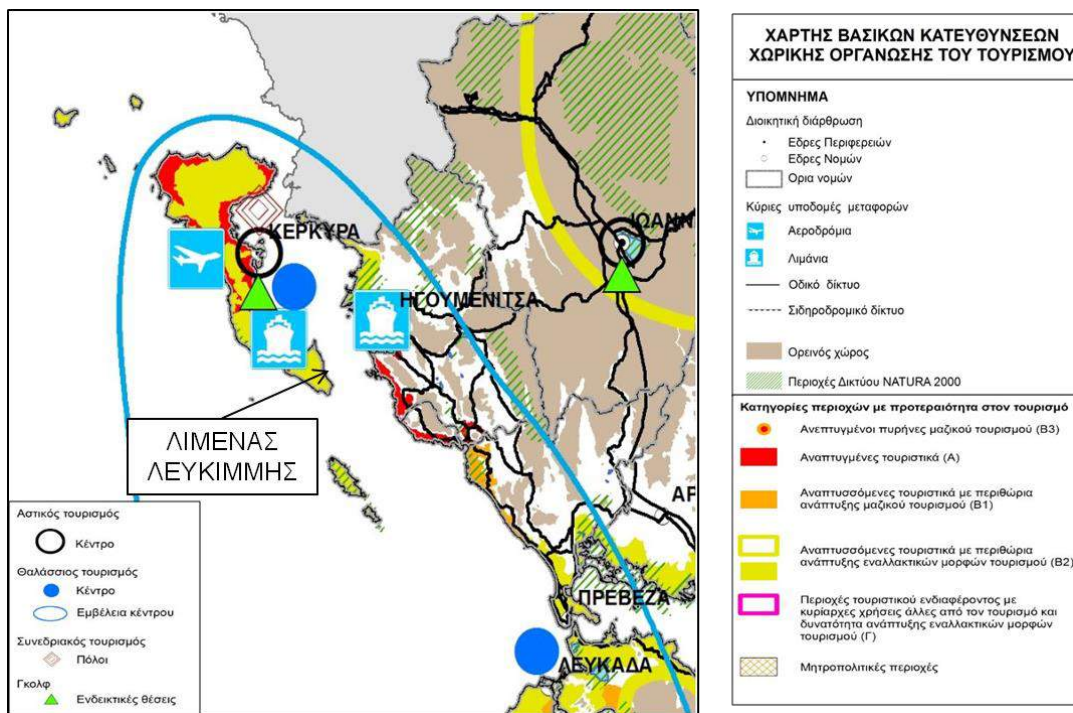 ΚΕΡΚΥΡΑ
ΙΩΑΝΝ
ΗΓΟΥΜΕΝΙΤΣΑ
ΛΙΜΕΝΑΣ
ΛΕΥΚΙΜΜΗΣ
ΑΡ
ΠΡΕΒΕΖΑ
ΛΕΥΚΑΔΑ
Αστικός τουρισμός
Κέντρο
Θαλάσσιος τουρισμός
Κέντρο
Εμβέλεια κέντρου
Συνεδριακός τουρισμός
Πόλοι
Γκολφ
Ενδεικτικές θέσεις
ΧΑΡΤΗΣ ΒΑΣΙΚΩΝ ΚΑΤΕΥΘΥΝΣΕΩΝ
ΧΩΡΙΚΗΣ ΟΡΓΑΝΩΣΗΣ ΤΟΥ ΤΟΥΡΙΣΜΟΥ
ΥΠΟΜΝΗΜΑ
Διοικητική διάρθρωση
Εδρες Περιφερειών
Εδρες Νομών
Ορια νομών
Κύριες υποδομές μεταφορών
Αεροδρόμια
Λιμάνια
Οδικό δίκτυο
Σιδηροδρομικό δίκτυο
Ορεινός χώρος
Περιοχές Δικτύου NATURA 2000
Κατηγορίες περιοχών με προτεραιότητα στον τουρισμό
Ανεπτυγμένοι πυρήνες μαζικού τουρισμού (Β3)
Αναπτυγμένες τουριστικά (Α)
Αναπτυσσόμενες τουριστικά με περιθώρια
ανάπτυξης μαζικού τουρισμού (Β1)
Αναπτυσσόμενες τουριστικά με περιθώρια
ανάπτυξης εναλλακτικών μορφών τουρισμού (Β2)
Περιοχές τουριστικού ενδιαφέροντος με
κυρίαρχες χρήσεις άλλες από τον τουρισμό και
δυνατότητα ανάπτυξης εναλλακτικών μορφών
τουρισμού (Γ)
Μητροπολιτικές περιοχές